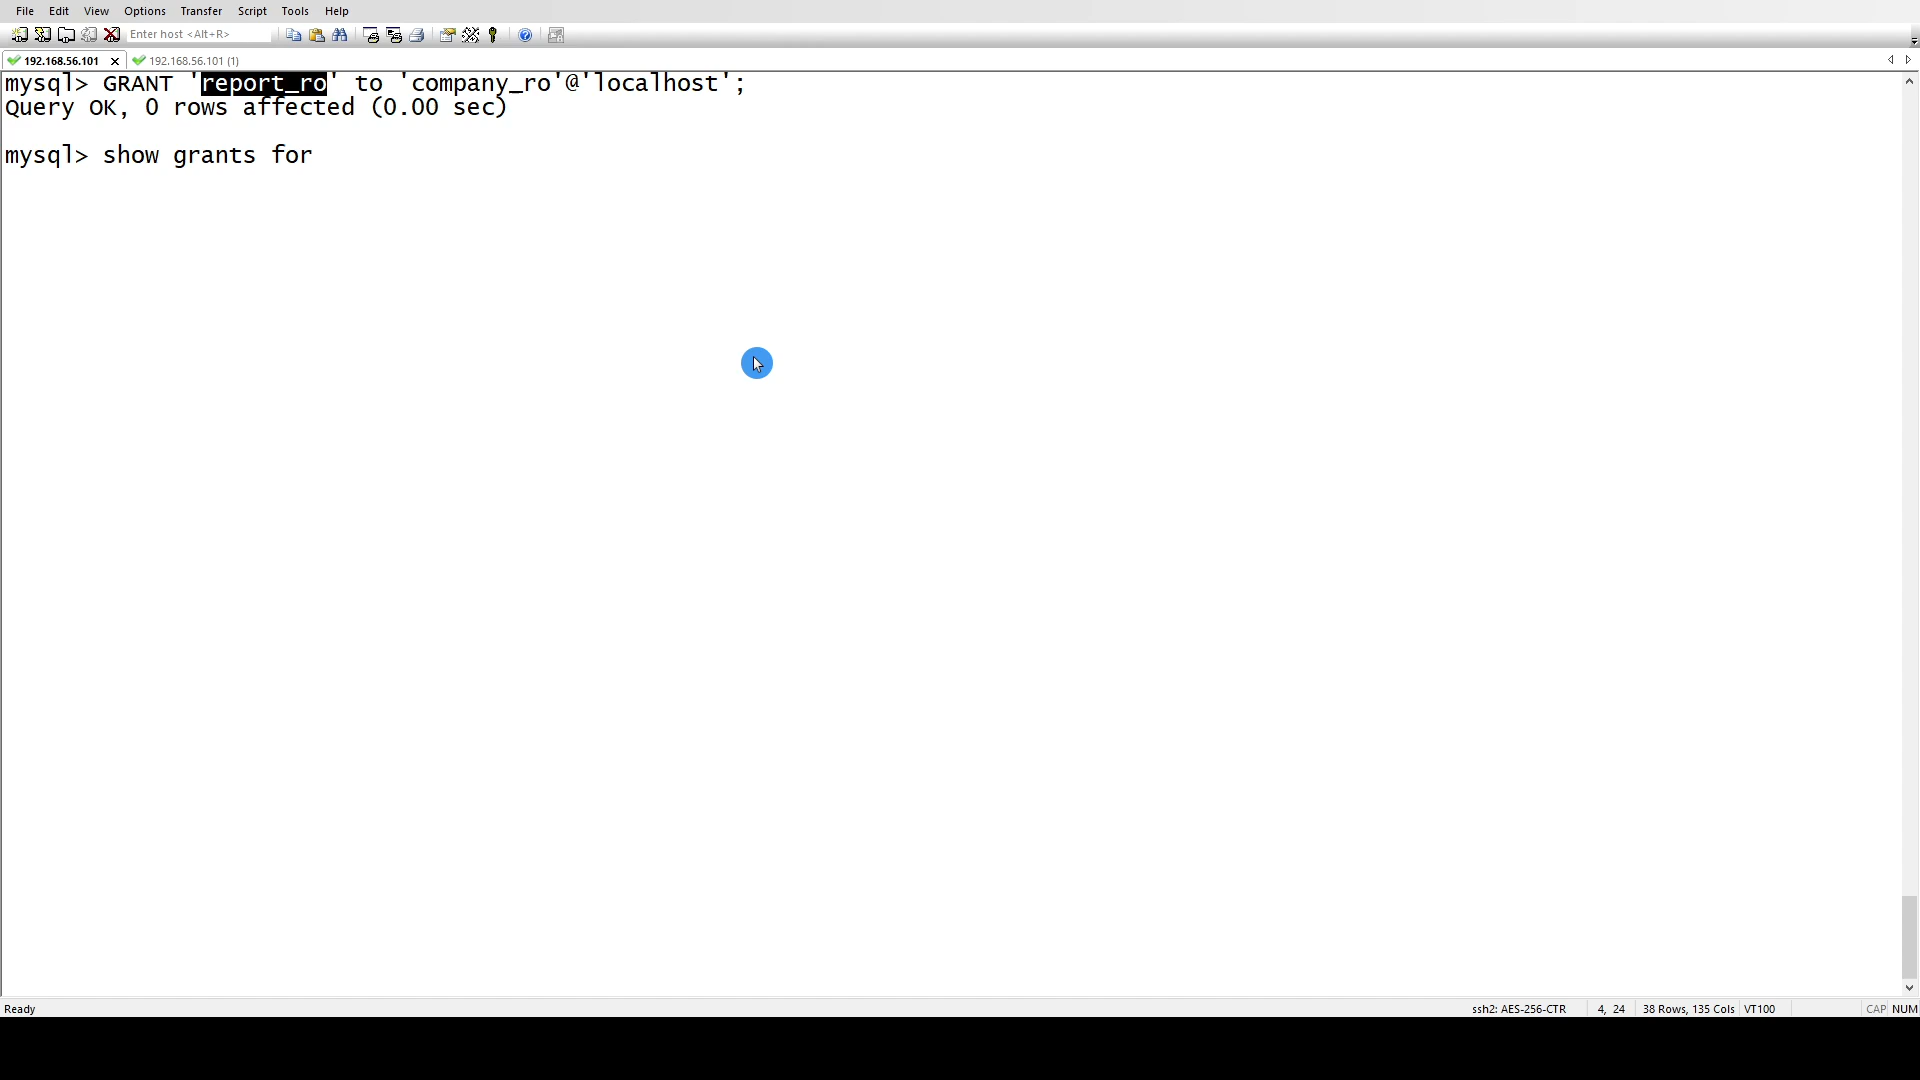 File Edit View Options Transfer Script Tools Help
Enter host <Alt+R>
192.168.56.101 192.168.56.101 (1)
mysql> GRANT 'report_ro' to 'company_ro'@'localhost';
Query OK, 0 rows affected (0.00 sec)
mysql> show grants for
Ready ssh2: AES-256-CTR 4, 24 38 Rows, 135 Cols VT100 CAP NUM